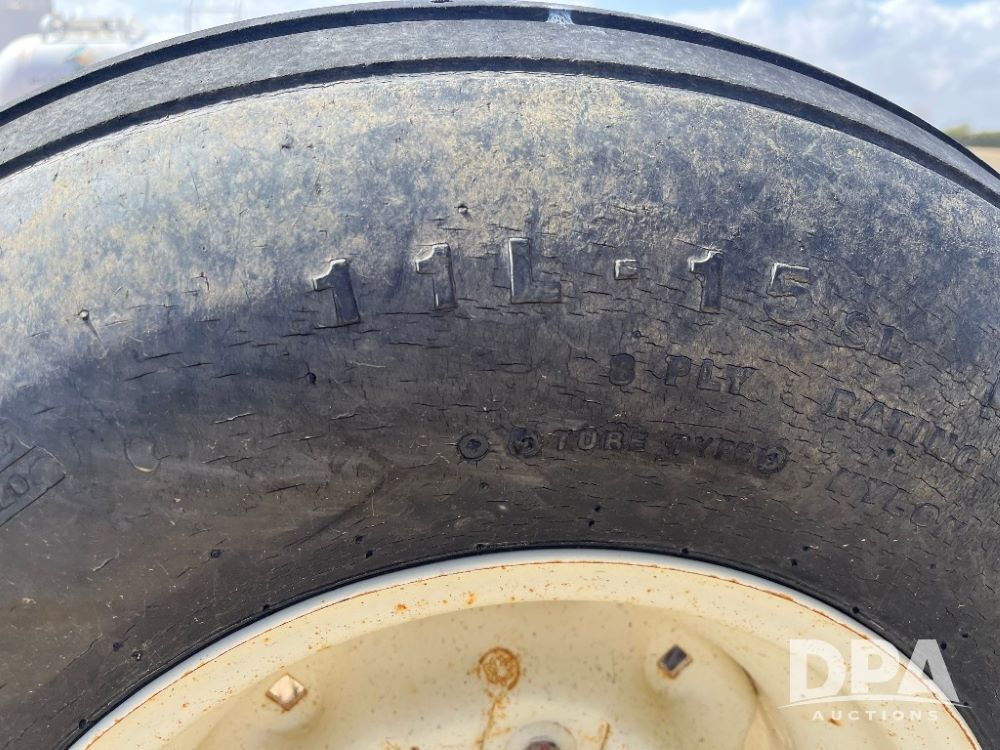 11L-15 SL
8 PLY RATING
TUBE TYPE NYLON
DPA
AUCTIONS